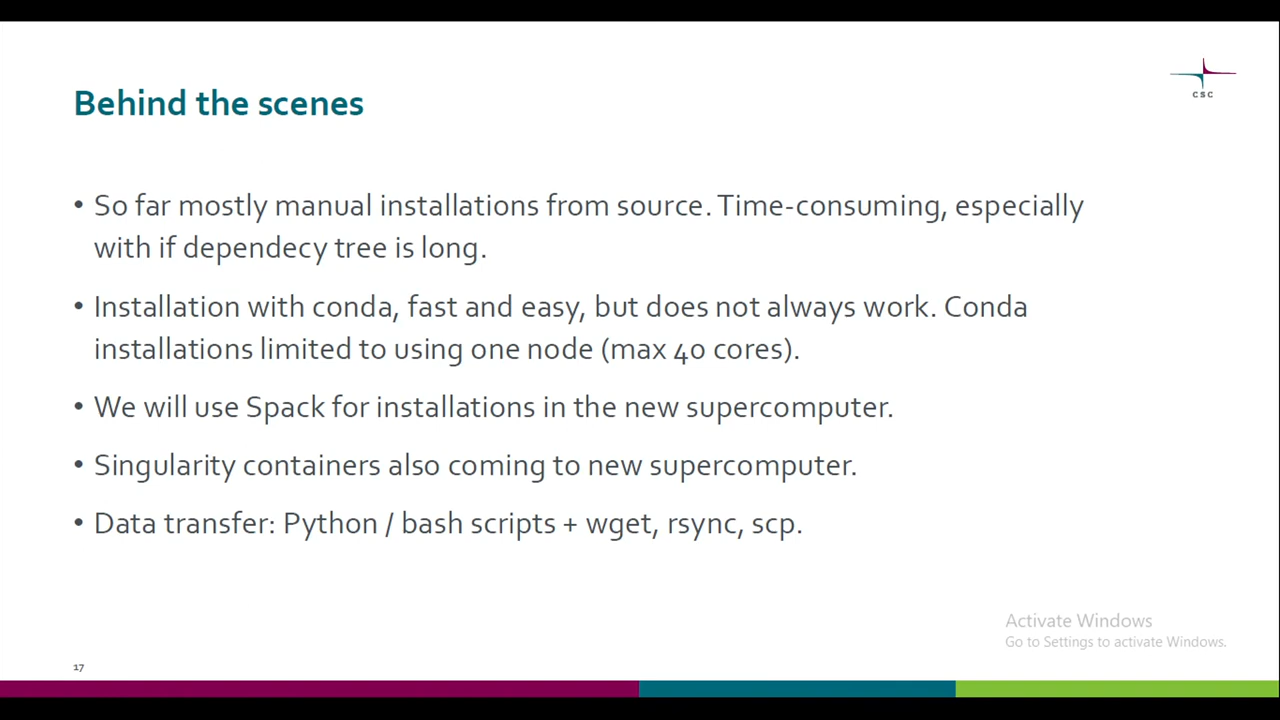 Behind the scenes
CSC
• So far mostly manual installations from source. Time-consuming, especially
with if dependecy tree is long.
• Installation with conda, fast and easy, but does not always work. Conda
installations limited to using one node (max 40 cores).
• We will use Spack for installations in the new supercomputer.
• Singularity containers also coming to new supercomputer.
• Data transfer: Python / bash scripts + wget, rsync, scp.
Activate Windows
Go to Settings to activate Windows.
17